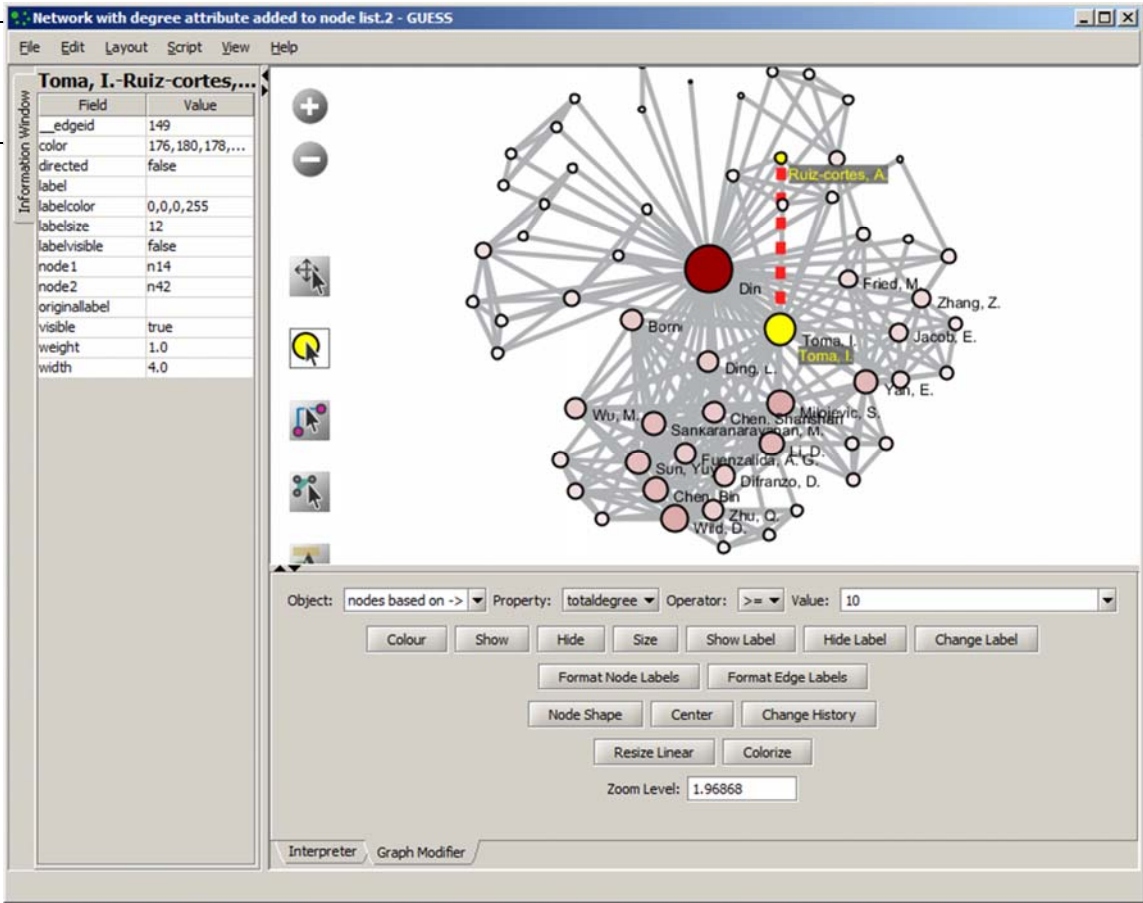 Network with degree attribute added to node list.2 - GUESS
File Edit Layout Script View Help
Information Window
Toma, I.-Ruiz-cortes,...
Field Value
__edgeid 149
color 176,180,178,...
directed false
label
labelcolor 0,0,0,255
labelsize 12
labelvisible false
node1 n14
node2 n42
originallabel
visible true
weight 1.0
width 4.0
Ruiz-cortes, A.
Din
Fried, M.
Zhang, Z.
Born
Toma, I.
Jacob, E.
Toma, I.
Ding, L.
Yan, E.
Wu, M.
Chen, Shanshan
Milojevic, S.
Sankaranarayanan, M.
Li, D.
Fuenzalida, A. G.
Sun, Yuy
Difranzo, D.
Chen, Bin
Zhu, Q.
Wild, D.
Object: nodes based on -> Property: totaldegree Operator: >= Value: 10
Colour Show Hide Size Show Label Hide Label Change Label
Format Node Labels Format Edge Labels
Node Shape Center Change History
Resize Linear Colorize
Zoom Level: 1.96868
Interpreter Graph Modifier